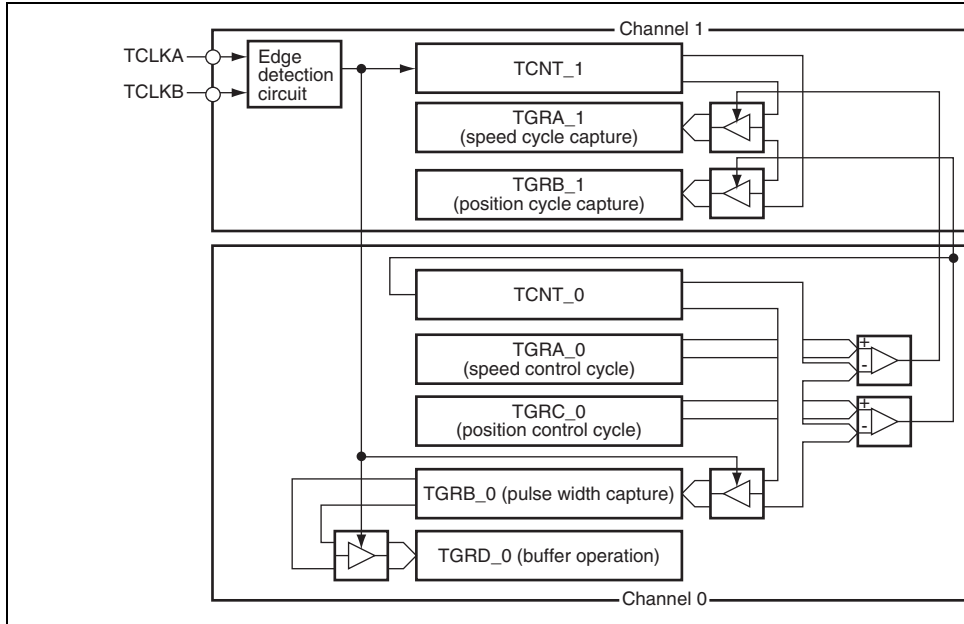 Channel 1
TCLKA
TCLKB
Edge
detection
circuit
TCNT_1
TGRA_1
(speed cycle capture)
TGRB_1
(position cycle capture)
TCNT_0
TGRA_0
(speed control cycle)
TGRC_0
(position control cycle)
+
-
+
-
TGRB_0 (pulse width capture)
TGRD_0 (buffer operation)
Channel 0